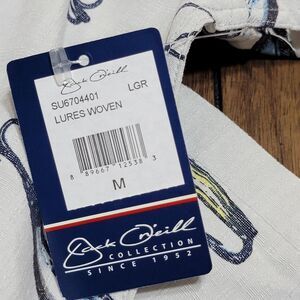 Jack O'Neill
SU6704401
LGR
LURES WOVEN
8 89667 12538 3
M
Jack O'Neill
COLLECTION
SINCE 1952